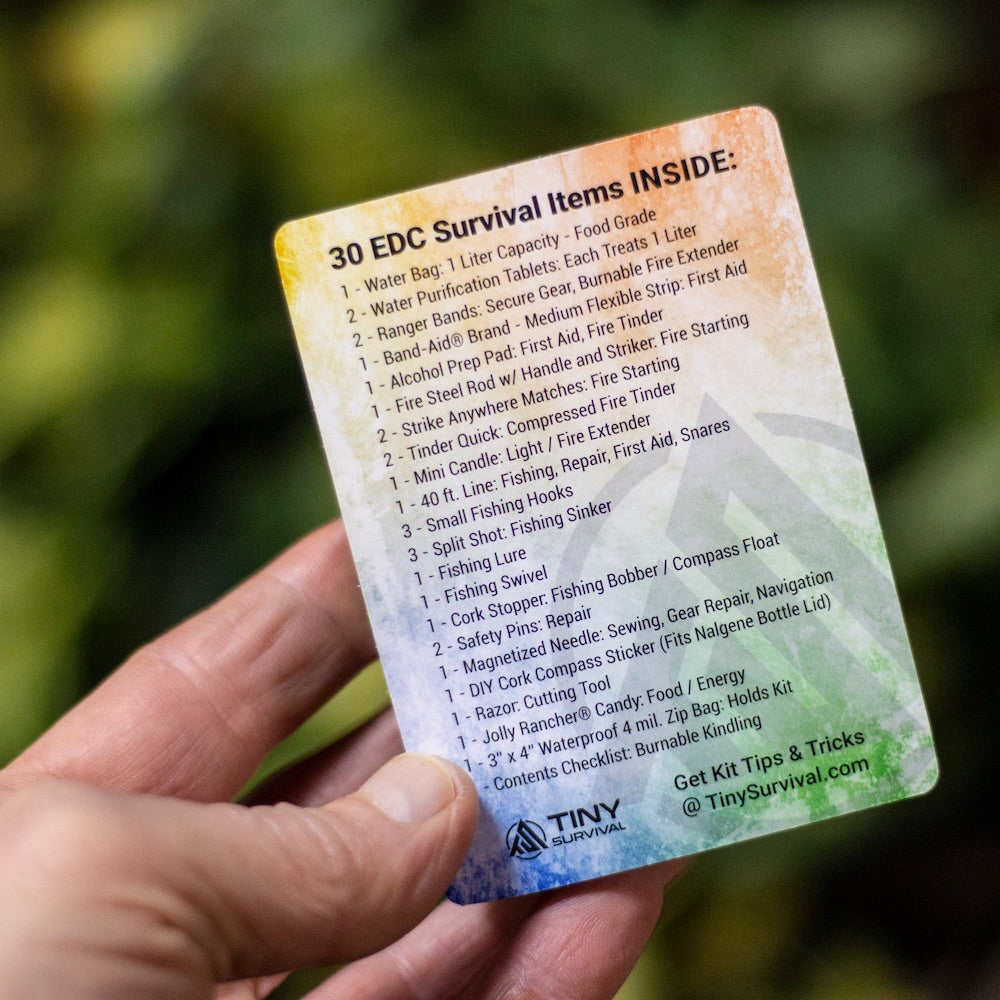 30 EDC Survival Items INSIDE:
1 - Water Bag: 1 Liter Capacity - Food Grade
2 - Water Purification Tablets: Each Treats 1 Liter
2 - Ranger Bands: Secure Gear, Burnable Fire Extender
1 - Band-Aid® Brand - Medium Flexible Strip: First Aid
1 - Alcohol Prep Pad: First Aid, Fire Tinder
1 - Fire Steel Rod w/ Handle and Striker: Fire Starting
2 - Strike Anywhere Matches: Fire Starting
2 - Tinder Quick: Compressed Fire Tinder
1 - Mini Candle: Light / Fire Extender
1 - 40 ft. Line: Fishing, Repair, First Aid, Snares
3 - Small Fishing Hooks
3 - Split Shot: Fishing Sinker
1 - Fishing Lure
1 - Fishing Swivel
1 - Cork Stopper: Fishing Bobber / Compass Float
2 - Safety Pins: Repair
1 - Magnetized Needle: Sewing, Gear Repair, Navigation
1 - DIY Cork Compass Sticker (Fits Nalgene Bottle Lid)
1 - Razor: Cutting Tool
1 - Jolly Rancher® Candy: Food / Energy
1 - 3" x 4" Waterproof 4 mil. Zip Bag: Holds Kit
- Contents Checklist: Burnable Kindling
Get Kit Tips & Tricks
@ TinySurvival.com
TINY
SURVIVAL